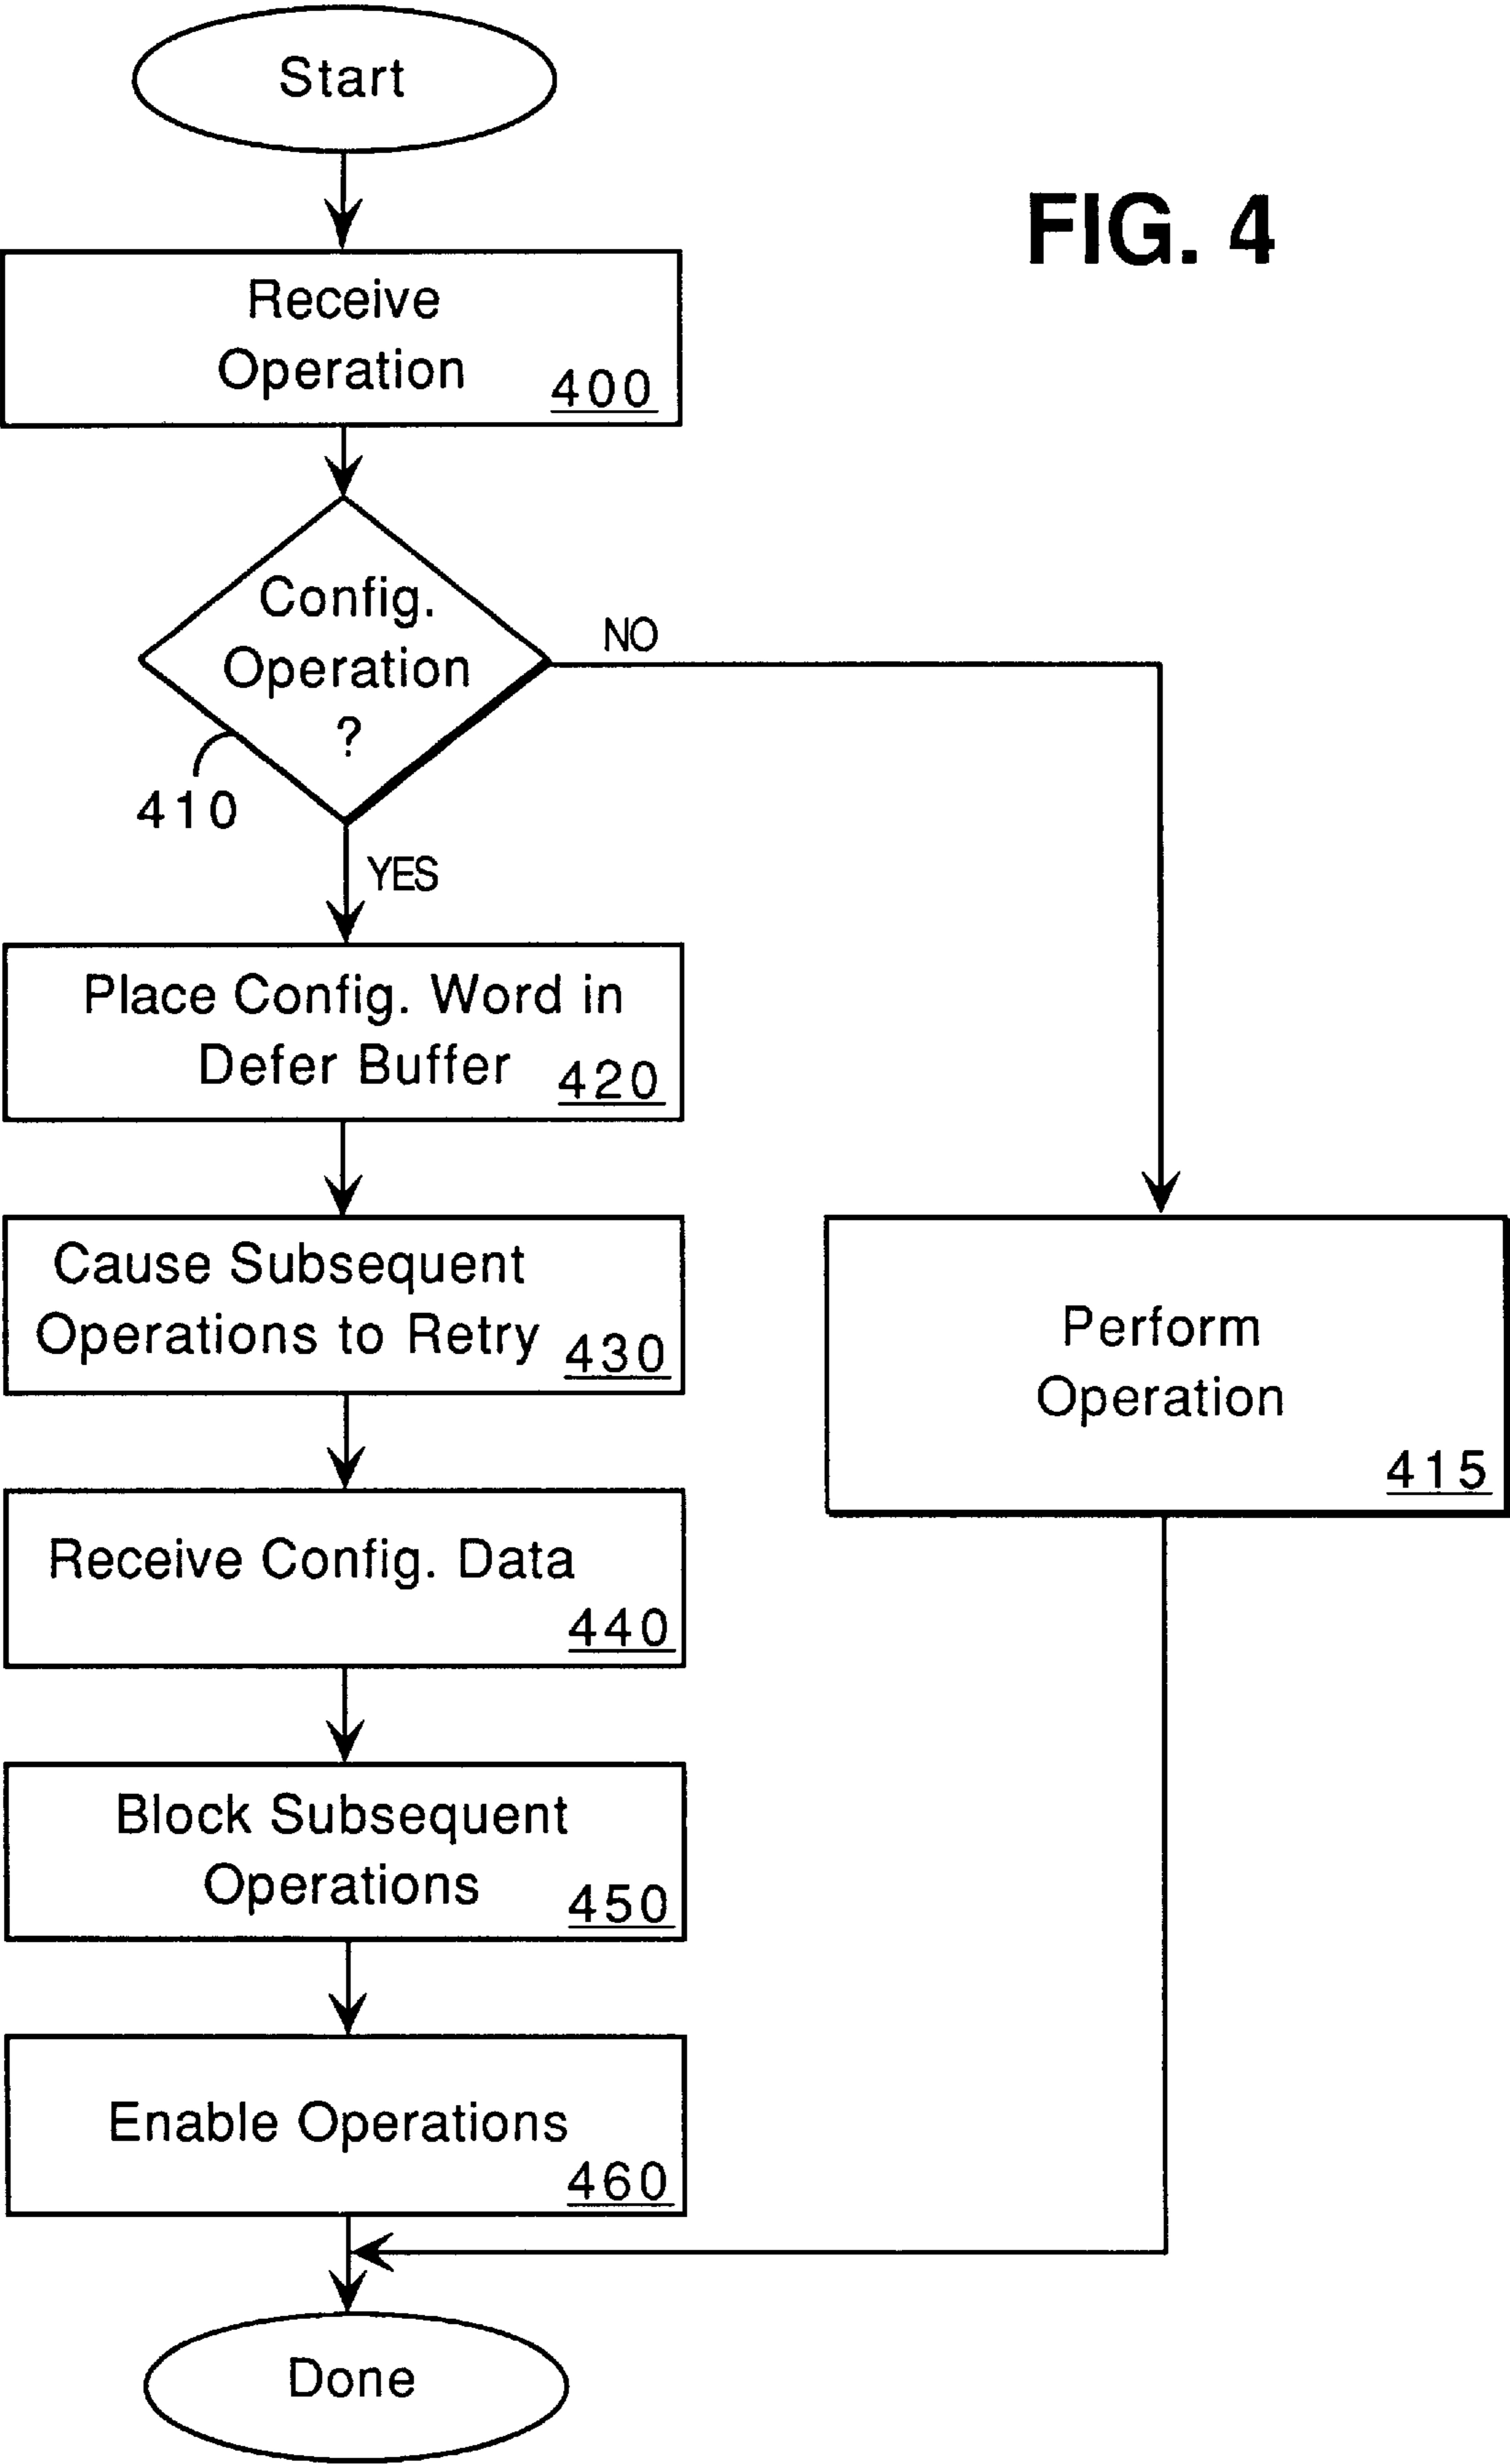 Start
FIG. 4
Receive
Operation
400
Config.
Operation
?
NO
410
YES
Place Config. Word in
Defer Buffer
420
Cause Subsequent
Operations to Retry
430
Perform
Operation
415
Receive Config. Data
440
Block Subsequent
Operations
450
Enable Operations
460
Done